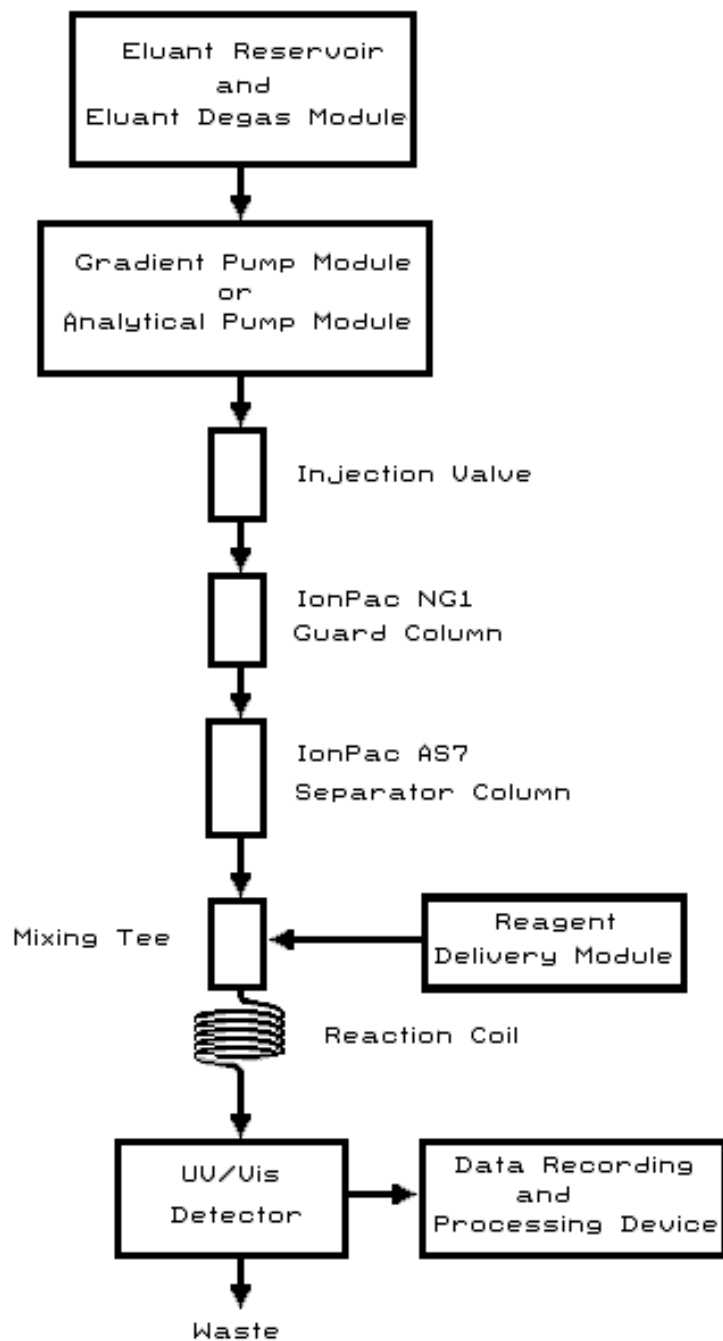 Eluant Reservoir
and
Eluant Degas Module
Gradient Pump Module
or
Analytical Pump Module
Injection Valve
IonPac NG1
Guard Column
IonPac AS7
Separator Column
Mixing Tee
Reagent
Delivery Module
Reaction Coil
UV/Vis
Detector
Data Recording
and
Processing Device
Waste